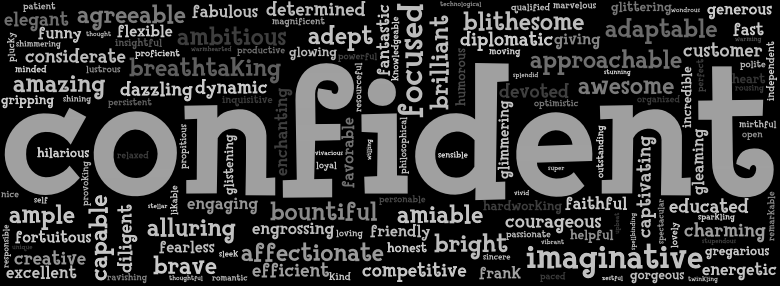 patient
elegant
agreeable
fabulous
determined
technological
qualified
marvelous
glittering
wondrous
generous
plucky
funny
thought
flexible
magnificent
fantastic
knowledgeable
focused
brilliant
blithesome
adaptable
fast
shimmering
insightful
ambitious
adept
diplomatic
giving
warming
considerate
proficient
warmhearted
productive
glowing
powerful
humorous
moving
approachable
customer
independent
minded
lustrous
breathtaking
resourceful
splendid
stunning
incredible
perfect
polite
heart
amazing
dazzling
dynamic
devoted
awesome
rousing
gripping
shining
persistent
inquisitive
optimistic
organized
confident
mirthful
open
propitious
glistening
enchanting
favorable
willing
philosophical
glimmering
outstanding
captivating
gleaming
hilarious
relaxed
vivacious
loyal
sensible
super
provoking
nice
self
stellar
likable
engaging
personable
vivid
hardworking
faithful
educated
remarkable
ample
capable
diligent
bountiful
amiable
courageous
upbeat
spellbinding
spectacular
sparkling
responsible
fortuitous
alluring
engrossing
loving
friendly
passionate
helpful
lovely
charming
unique
fearless
sleek
affectionate
honest
bright
vibrant
stupendous
creative
sincere
imaginative
gregarious
excellent
ravishing
brave
thoughtful
efficient
romantic
Kind
competitive
frank
paced
zestful
gorgeous
twinkling
energetic